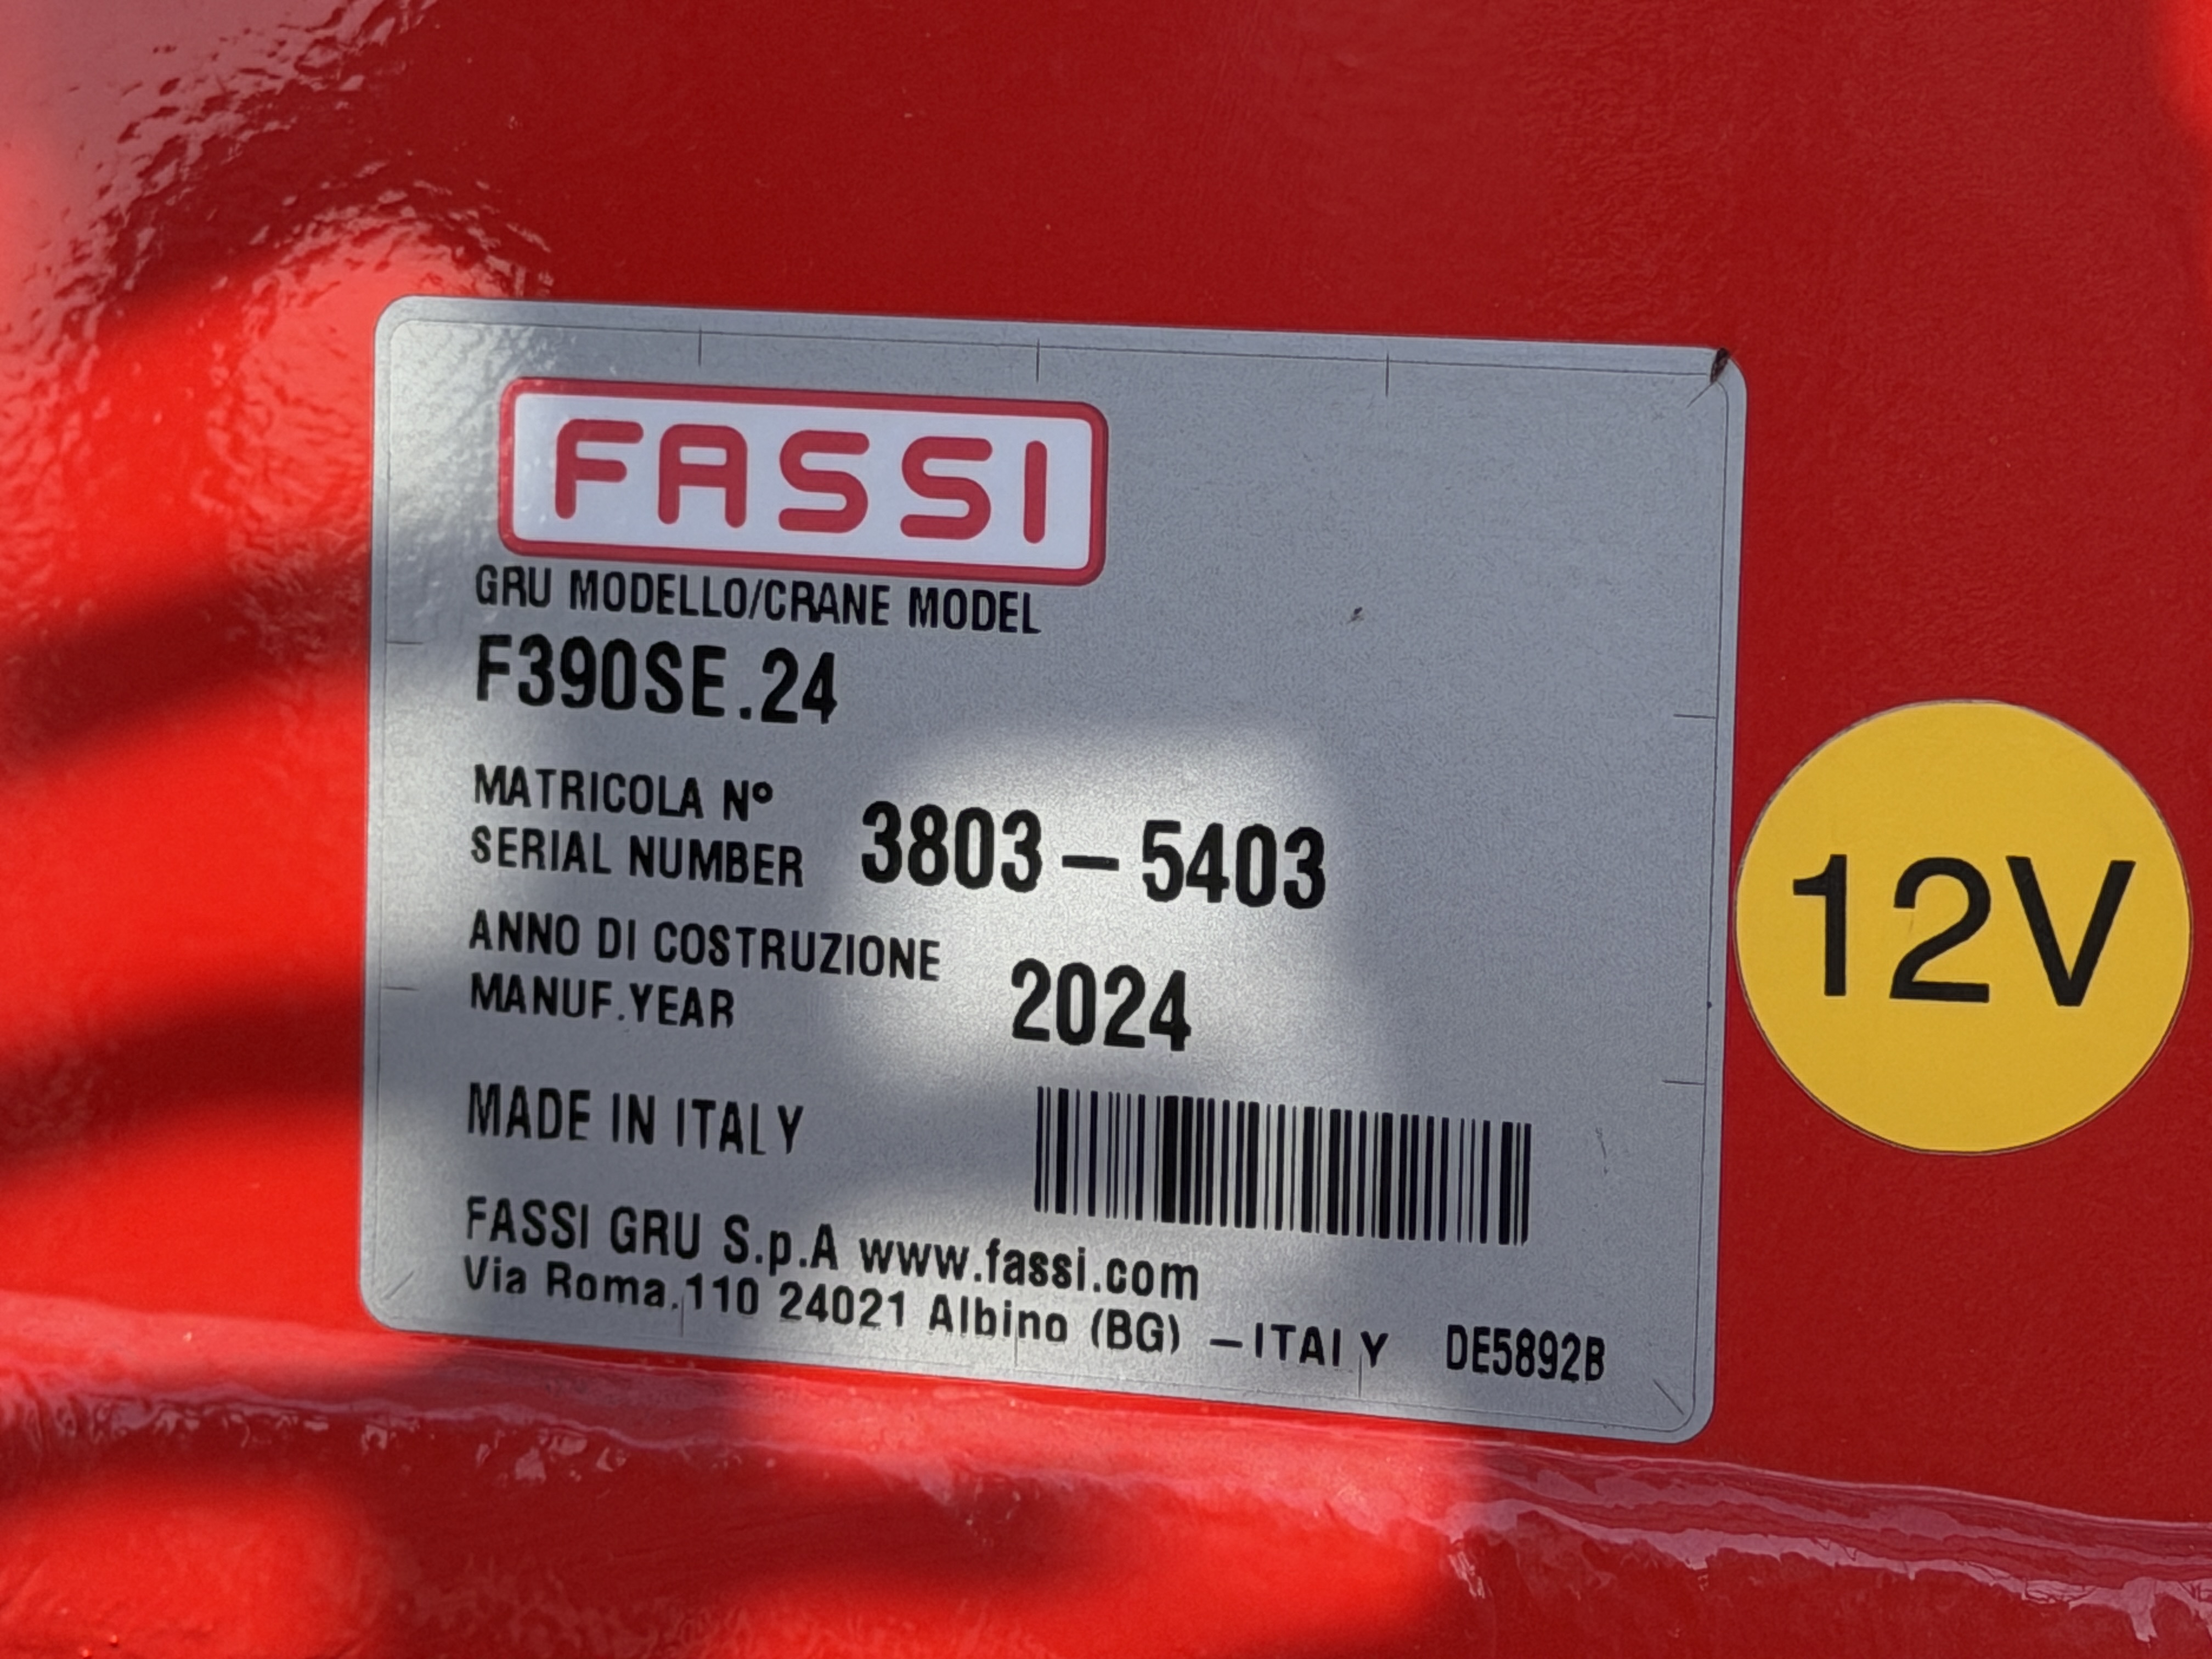 FASSI
GRU MODELLO/CRANE MODEL
F390SE.24
MATRICOLA Nº
SERIAL NUMBER 3803-5403
ANNO DI COSTRUZIONE
MANUF.YEAR 2024
MADE IN ITALY
FASSI GRU S.p.A www.fassi.com
Via Roma,110 24021 Albino (BG) -ITALY DE5892B
12V